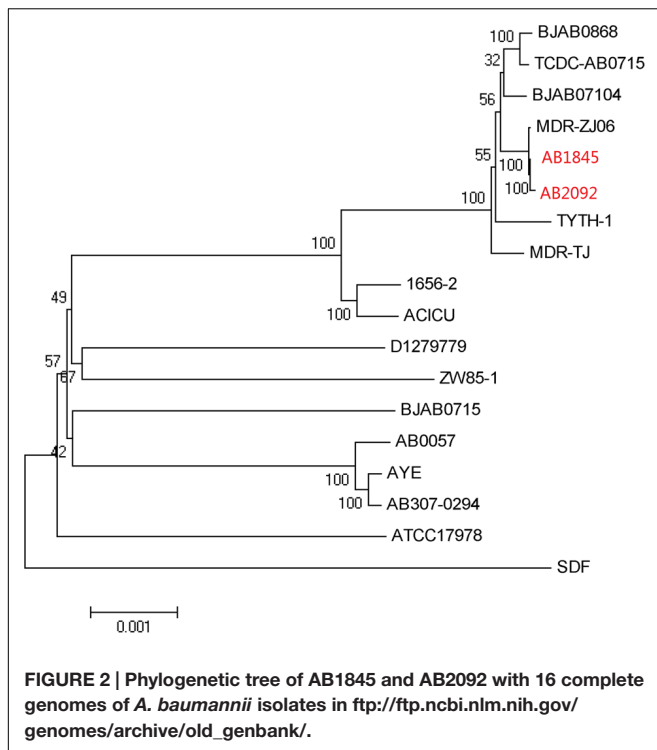 BJAB0868
100
TCDC-AB0715
32
BJAB07104
56
MDR-ZJ06
AB1845
55
100
AB2092
100
100
TYTH-1
MDR-TJ
100
1656-2
49
100
ACICU
D1279779
57
67
ZW85-1
BJAB0715
AB0057
42
AYE
100
AB307-0294
100
ATCC17978
SDF
0.001
FIGURE 2 | Phylogenetic tree of AB1845 and AB2092 with 16 complete
genomes of A. baumannii isolates in ftp://ftp.ncbi.nlm.nih.gov/
genomes/archive/old_genbank/.